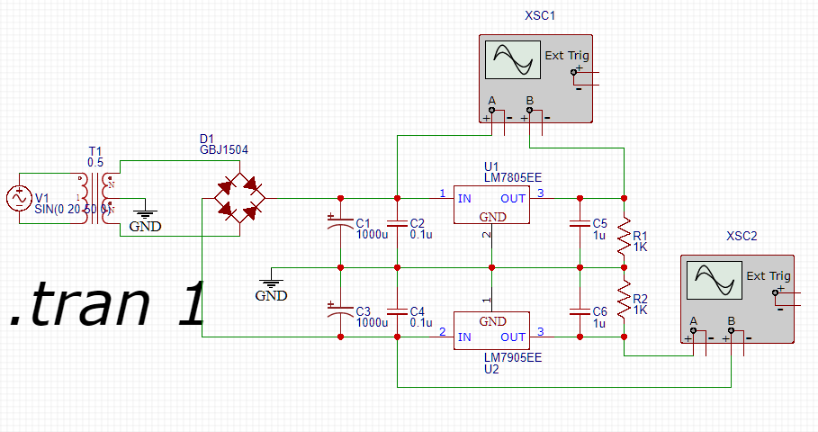 XSC1
Ext Trig
+
-
A
B
+ - + -
D1
GBJ1504
T1
0.5
V1
SIN(0 20 50 0)
GND
U1
LM7805EE
1
IN
OUT
3
GND
2
+
C1
1000u
C2
0.1u
C5
1u
R1
1K
XSC2
Ext Trig
+
-
A
B
+ - + -
GND
.tran 1
+
C3
1000u
C4
0.1u
1
GND
2
IN
OUT
3
LM7905EE
U2
C6
1u
R2
1K